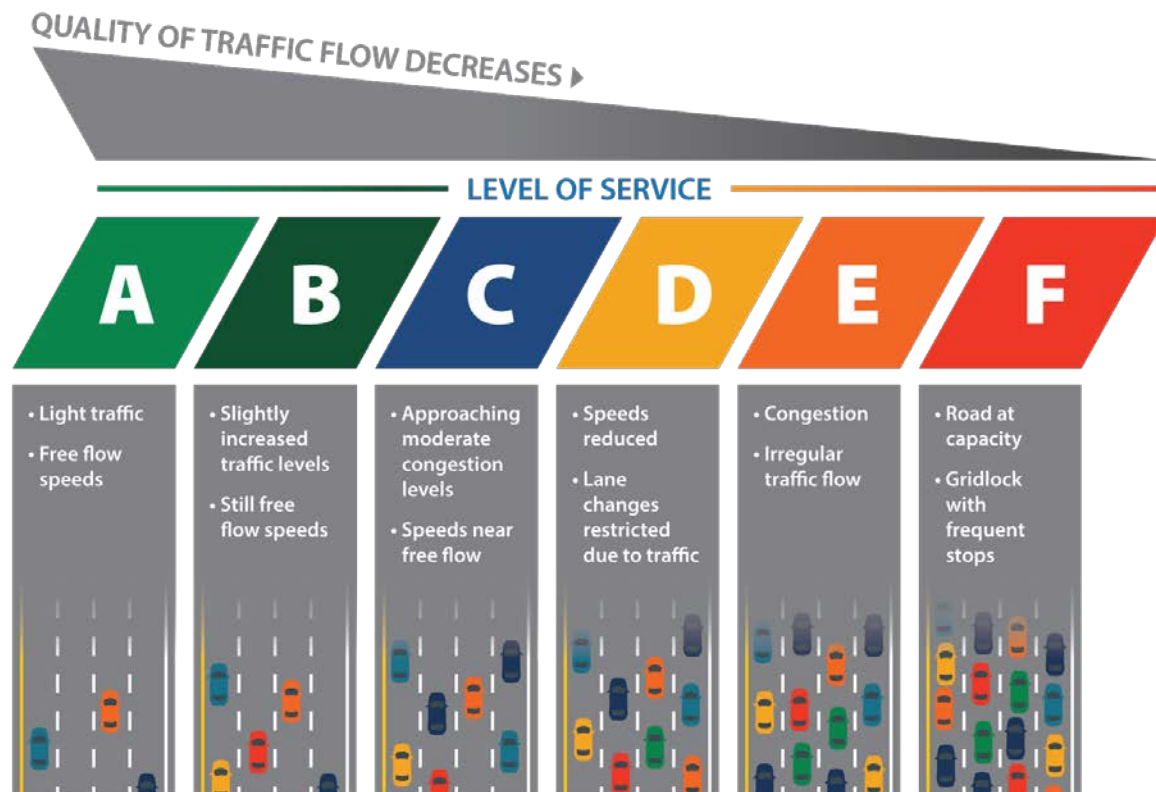 QUALITY OF TRAFFIC FLOW DECREASES
LEVEL OF SERVICE
A
B
C
D
E
F
• Light traffic
• Free flow
speeds
• Slightly
increased
traffic levels
• Still free
flow speeds
• Approaching
moderate
congestion
levels
• Speeds near
free flow
• Speeds
reduced
• Lane
changes
restricted
due to traffic
• Congestion
• Irregular
traffic flow
• Road at
capacity
• Gridlock
with
frequent
stops